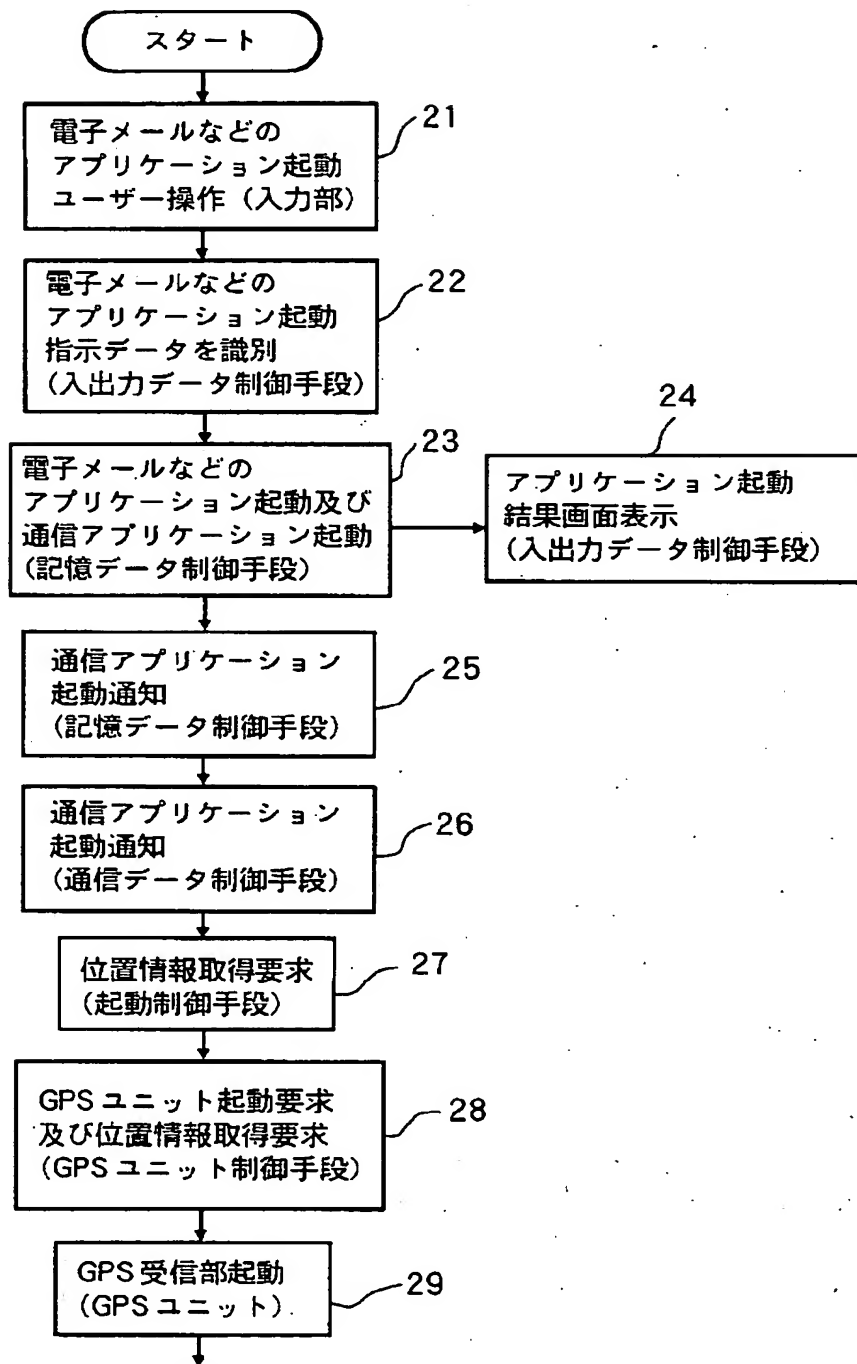 スタート
電子メールなどの
アプリケーション起動
ユーザー操作（入力部）
21
電子メールなどの
アプリケーション起動
指示データを識別
(入出力データ制御手段)
22
電子メールなどの
アプリケーション起動及び
通信アプリケーション起動
(記憶データ制御手段)
23
アプリケーション起動
結果画面表示
(入出力データ制御手段)
24
通信アプリケーション
起動通知
(記憶データ制御手段)
25
通信アプリケーション
起動通知
(通信データ制御手段)
26
位置情報取得要求
(起動制御手段)
27
GPSユニット起動要求
及び位置情報取得要求
(GPSユニット制御手段)
28
GPS受信部起動
(GPSユニット)
29